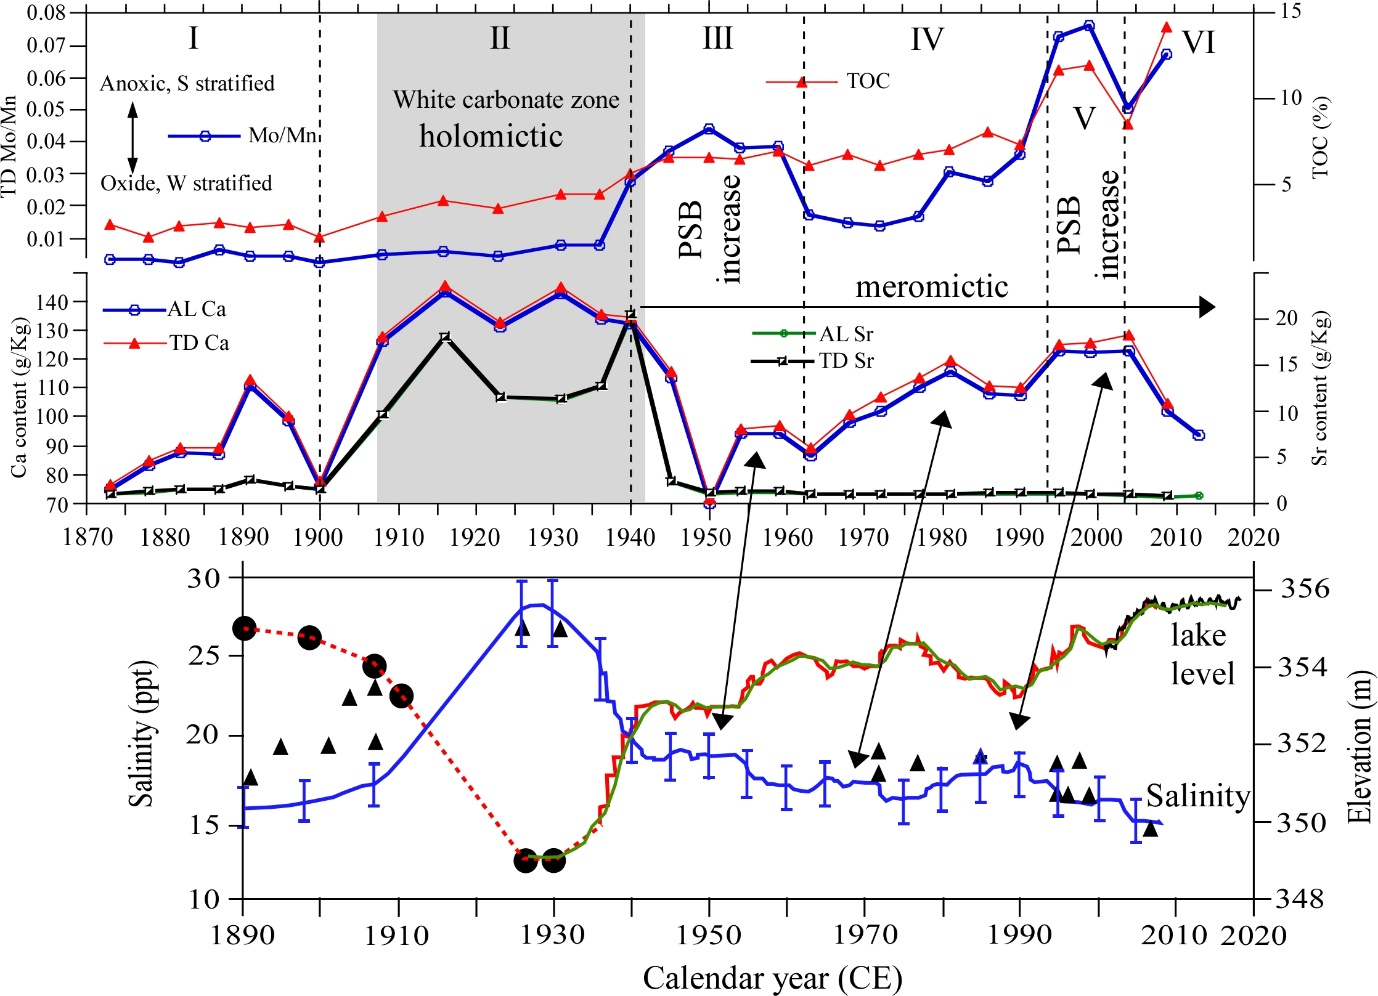 0.08
0.07
0.06
0.05
0.04
0.03
0.02
0.01
TD Mo/Mn
I
II
III
IV
V
VI
Anoxic, S stratified
Mo/Mn
Oxide, W stratified
White carbonate zone
holomictic
TOC
PSB
increase
PSB
increase
15
10
5
TOC (%)
meromictic
140
130
120
110
100
90
80
70
Ca content (g/Kg)
AL Ca
TD Ca
AL Sr
TD Sr
20
15
10
5
0
Sr content (g/Kg)
1870 1880 1890 1900 1910 1920 1930 1940 1950 1960 1970 1980 1990 2000 2010 2020
30
25
20
15
10
Salinity (ppt)
lake
level
Salinity
356
354
352
350
348
Elevation (m)
1890 1910 1930 1950 1970 1990 2010 2020
Calendar year (CE)